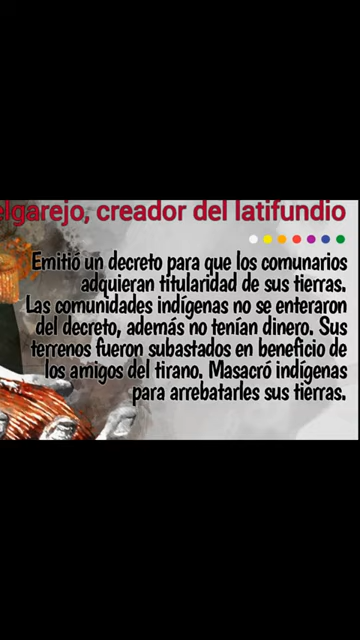 elgarejo, creador del latifundio
Emitió un decreto para que los comunarios
adquieran titularidad de sus tierras.
Las comunidades indígenas no se enteraron
del decreto, además no tenían dinero. Sus
terrenos fueron subastados en beneficio de
los amigos del tirano. Masacró indígenas
para arrebatarles sus tierras.